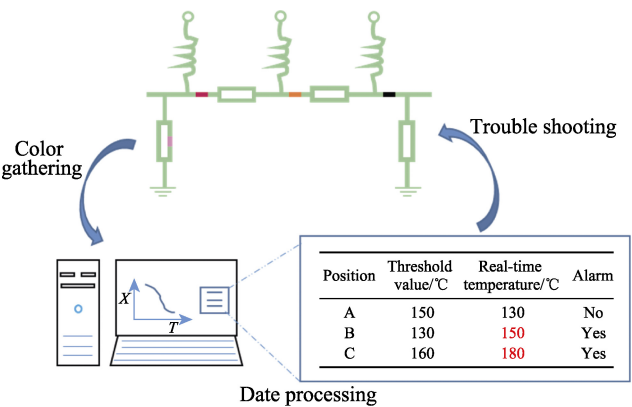 Trouble shooting
Color
gathering
X
T
Position Threshold value/℃ Real-time temperature/℃ Alarm
A 150 130 No
B 130 150 Yes
C 160 180 Yes
Date processing